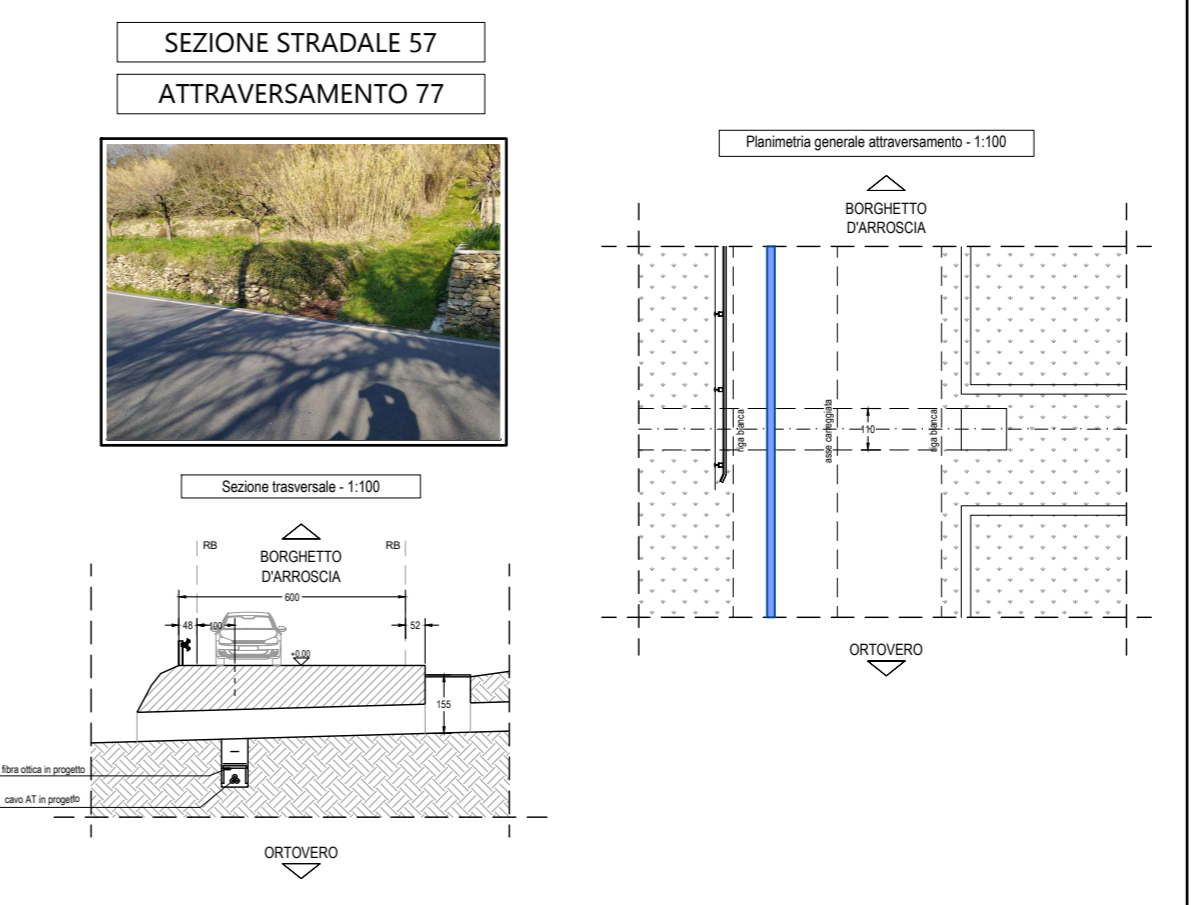 SEZIONE STRADALE 57
ATTRAVERSAMENTO 77
Planimetria generale attraversamento - 1:100
BORGHETTO
D'ARROSCIA
riga bianca
asse carreggiata
110
riga bianca
ORTOVERO
Sezione trasversale - 1:100
RB
RB
BORGHETTO
D'ARROSCIA
600
48
100
52
+0,00
155
fibra ottica in progetto
cavo AT in progetto
ORTOVERO